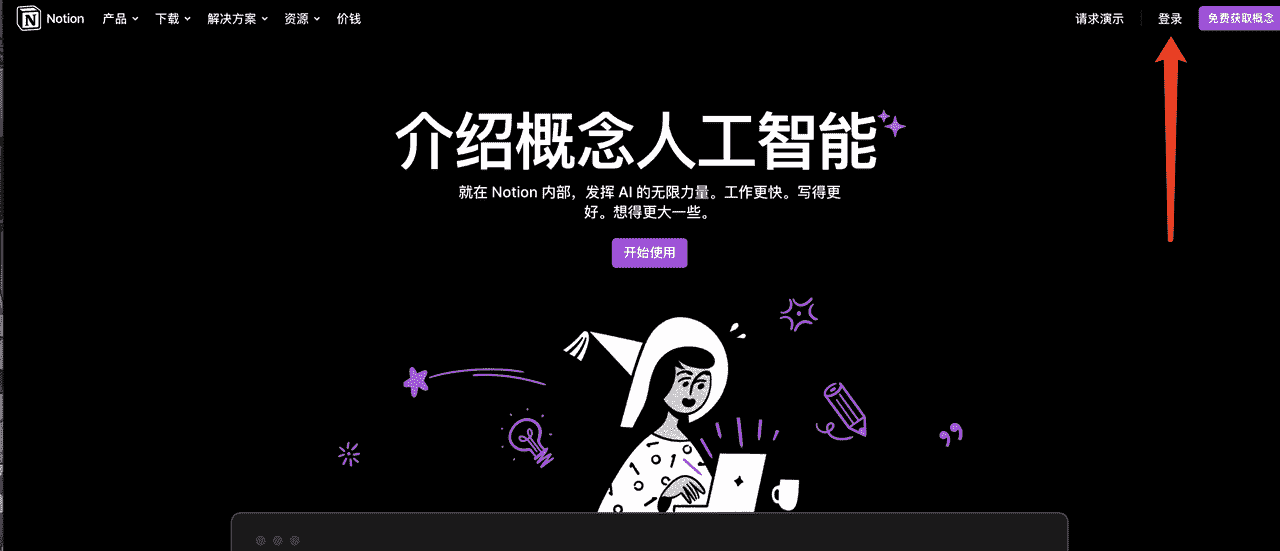 Notion 产品 下载 解决方案 资源 价钱 请求演示 登录 免费获取概念
介绍概念人工智能
就在 Notion 内部，发挥 AI 的无限力量。工作更快。写得更
好。想得更大一些。
开始使用